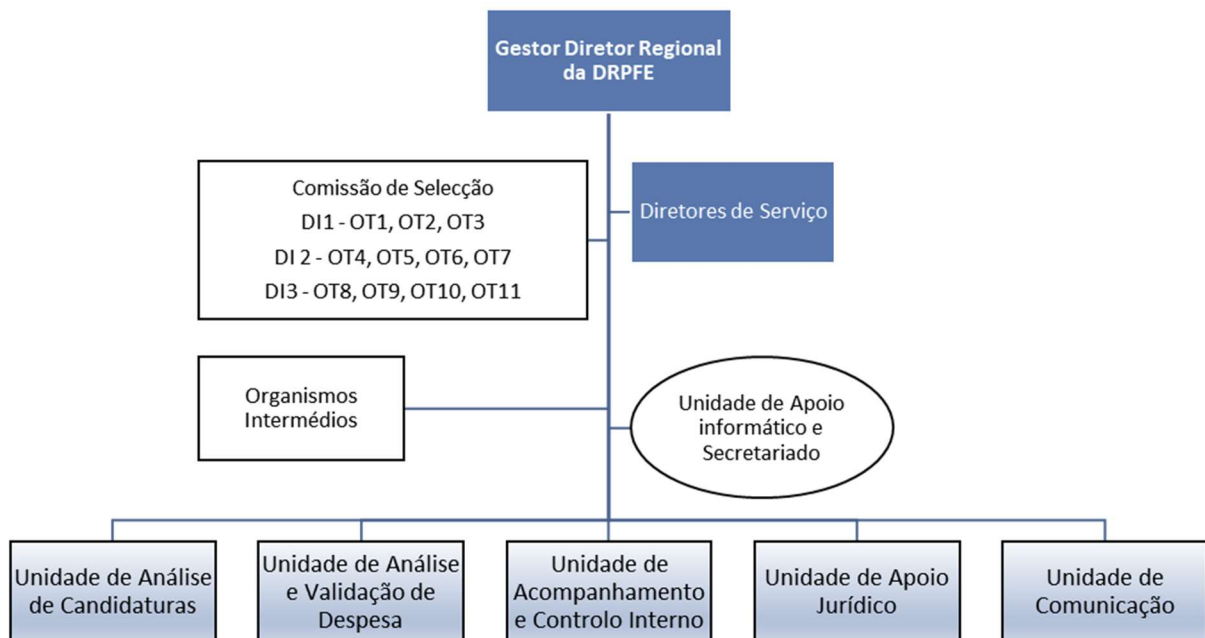 Gestor Diretor Regional
da DRPFE
Comissão de Selecção
DI1 - OT1, OT2, OT3
DI 2 - OT4, OT5, OT6, OT7
DI3 - OT8, OT9, OT10, OT11
Diretores de Serviço
Organismos
Intermédios
Unidade de Apoio
informático e
Secretariado
Unidade de Análise
de Candidaturas
Unidade de Análise
e Validação de
Despesa
Unidade de
Acompanhamento
e Controlo Interno
Unidade de Apoio
Jurídico
Unidade de
Comunicação